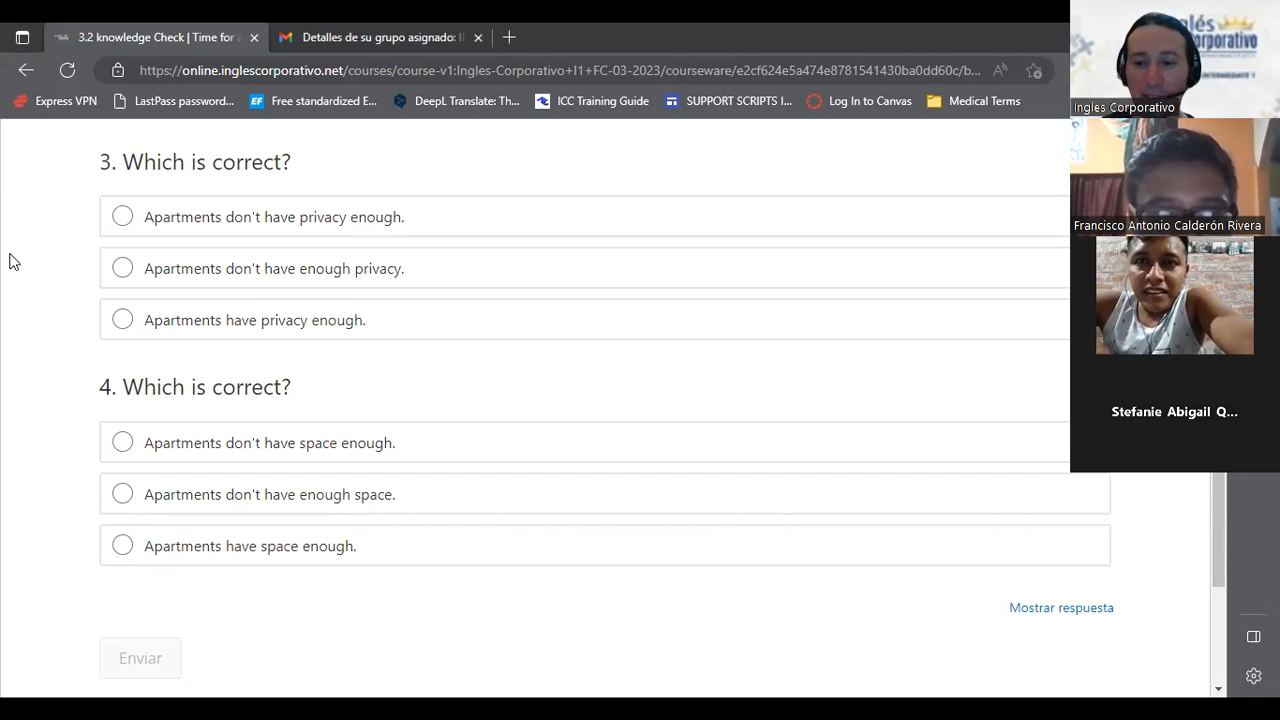 3.2 knowledge Check | Time for a
Detalles de su grupo asignado: II
https://online.inglescorporativo.net/courses/course-v1:Ingles-Corporativo+I1+FC-03-2023/courseware/e2cf624e5a474e8781541430ba0dd60c/b...
Express VPN
LastPass password...
EF Free standardized E...
DeepL Translate: Th...
ICC Training Guide
SUPPORT SCRIPTS I...
Log In to Canvas
Medical Terms
3. Which is correct?
Apartments don't have privacy enough.
Apartments don't have enough privacy.
Apartments have privacy enough.
4. Which is correct?
Apartments don't have space enough.
Apartments don't have enough space.
Apartments have space enough.
Mostrar respuesta
Enviar
Ingles Corporativo
Francisco Antonio Calderón Rivera
Stefanie Abigail Q...